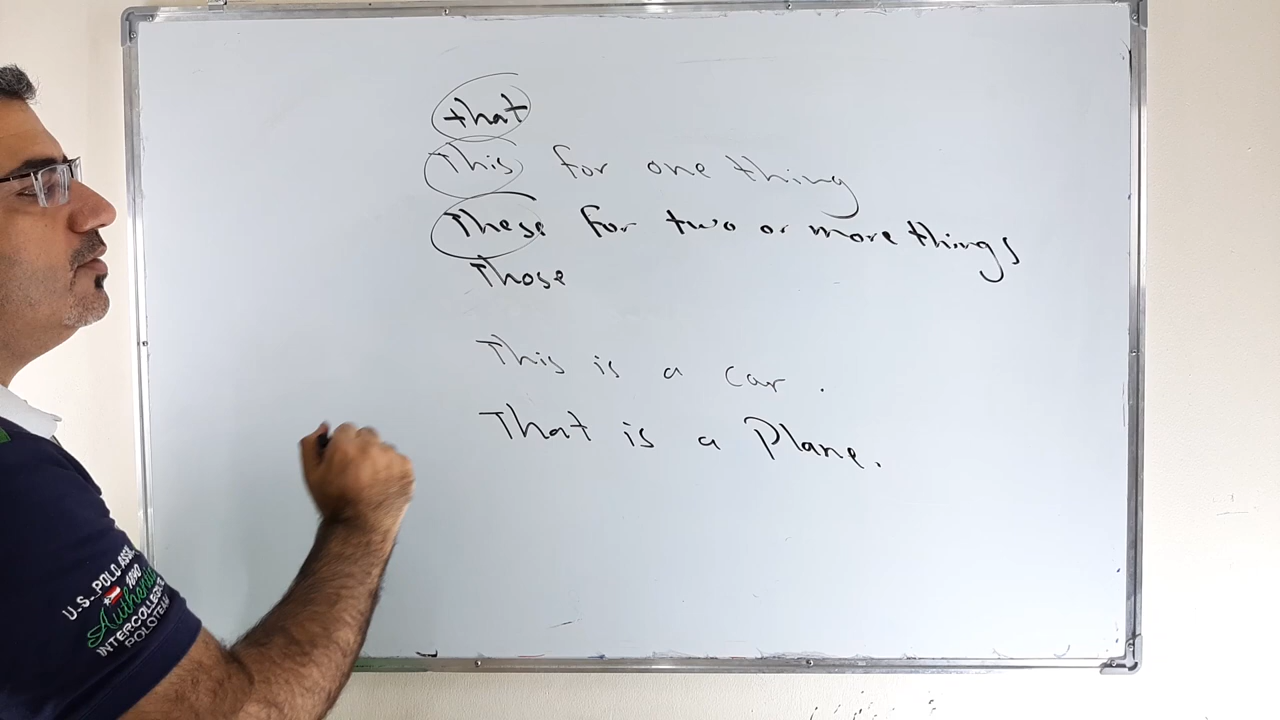 that
This for one thing
These for two or more things
Those
This is a car.
That is a Plane.
U.S. POLO ASSN
1890
Authentic
INTERCOLLEGIATE
POLO TEAM